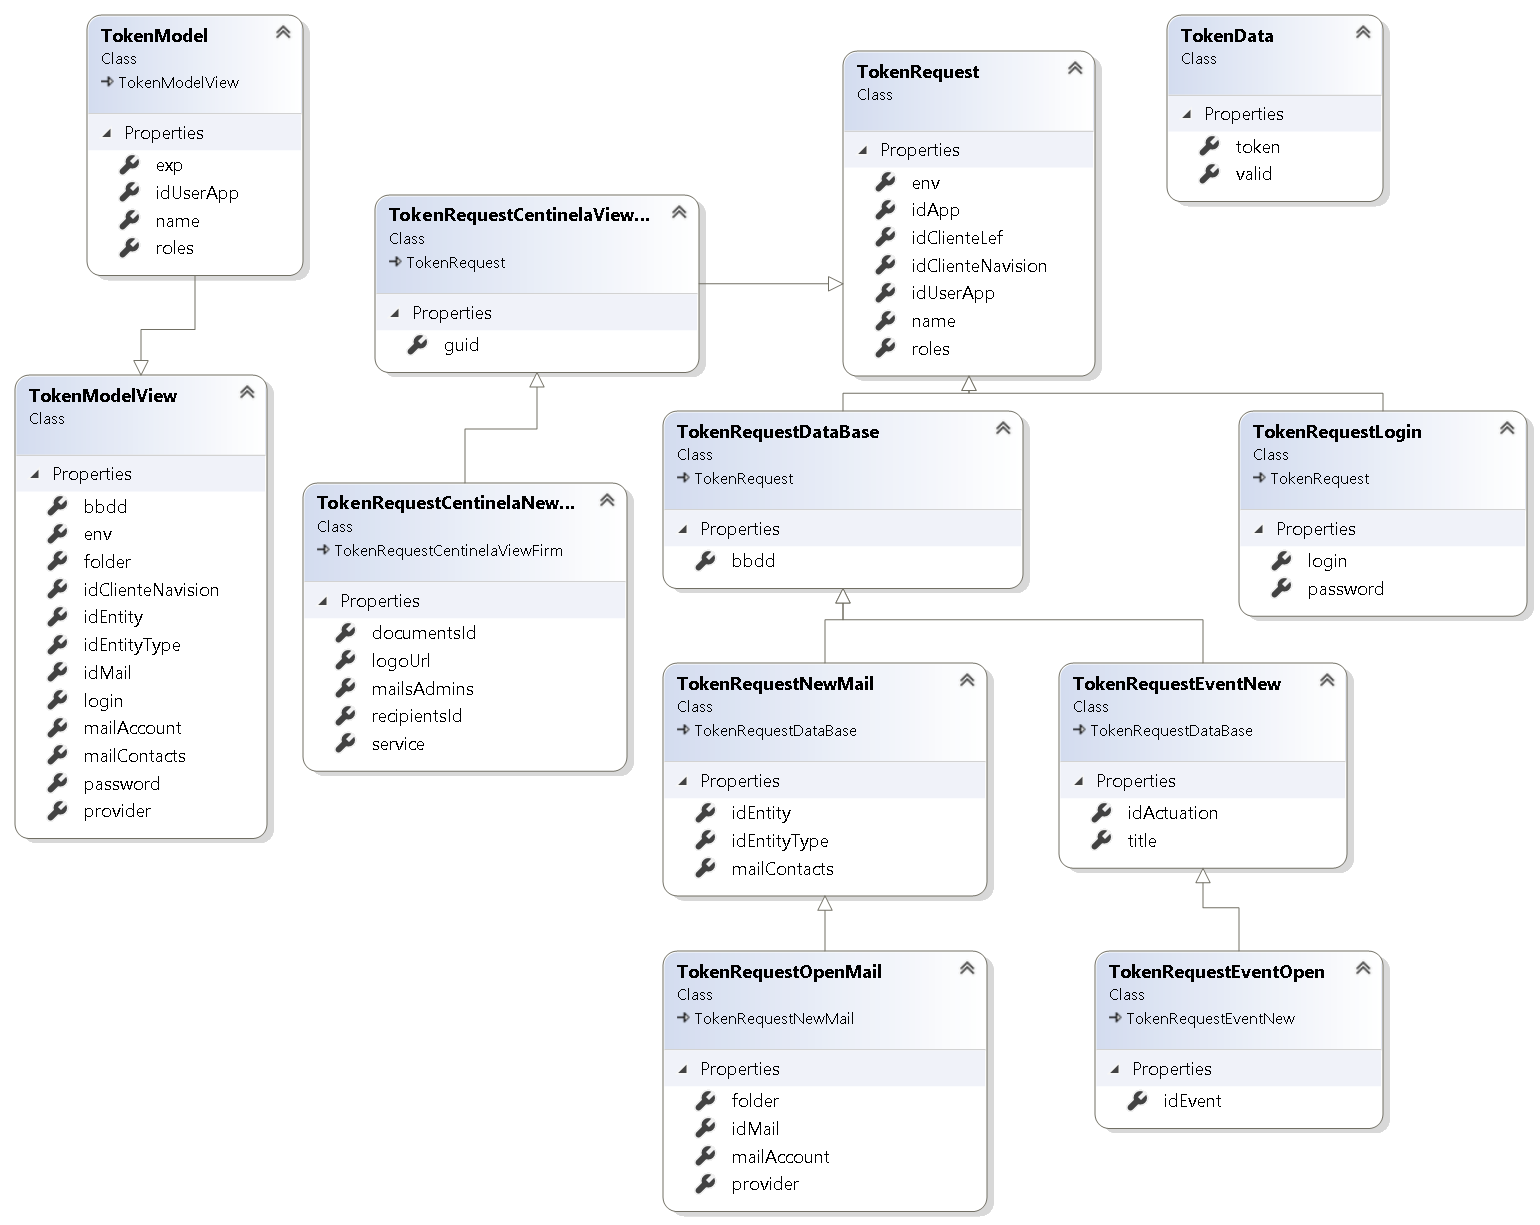 TokenModel
Class
TokenModelView
Properties
exp
idUserApp
name
roles
TokenModelView
Class
Properties
bbdd
env
folder
idClienteNavision
idEntity
idEntityType
idMail
login
mailAccount
mailContacts
password
provider
TokenRequestCentinelaView...
Class
TokenRequest
Properties
guid
TokenRequestCentinelaNew...
Class
TokenRequestCentinelaViewFirm
Properties
documentsId
logoUrl
mailsAdmins
recipientsId
service
TokenRequest
Class
Properties
env
idApp
idClienteLef
idClienteNavision
idUserApp
name
roles
TokenData
Class
Properties
token
valid
TokenRequestDataBase
Class
TokenRequest
Properties
bbdd
TokenRequestLogin
Class
TokenRequest
Properties
login
password
TokenRequestNewMail
Class
TokenRequestDataBase
Properties
idEntity
idEntityType
mailContacts
TokenRequestEventNew
Class
TokenRequestDataBase
Properties
idActuation
title
TokenRequestOpenMail
Class
TokenRequestNewMail
Properties
folder
idMail
mailAccount
provider
TokenRequestEventOpen
Class
TokenRequestEventNew
Properties
idEvent